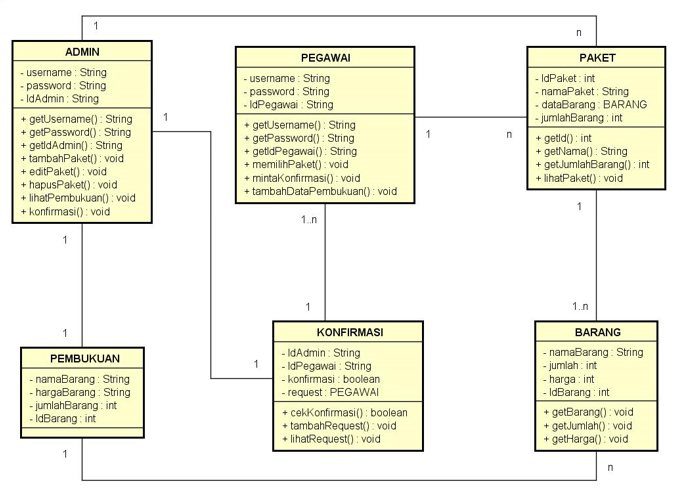 1
n
ADMIN
- username : String
- password : String
- IdAdmin : String
+ getUsername() : String
+ getPassword() : String
+ getIdAdmin() : String
+ tambahPaket() : void
+ editPaket() : void
+ hapusPaket() : void
+ lihatPembukuan() : void
+ konfirmasi() : void
PEGAWAI
- username : String
- password : String
- IdPegawai : String
+ getUsername() : String
+ getPassword() : String
+ getIdPegawai() : String
+ memilihPaket() : void
+ mintaKonfirmasi() : void
+ tambahDataPembukuan() : void
PAKET
- IdPaket : int
- namaPaket : String
- dataBarang : BARANG
- jumlahBarang : int
+ getId() : int
+ getNama() : String
+ getJumlahBarang() : int
+ lihatPaket() : void
1
1
n
1
1..n
1
1
1
1
1..n
PEMBUKUAN
- namaBarang : String
- hargaBarang : String
- jumlahBarang : int
- IdBarang : int
KONFIRMASI
- IdAdmin : String
- IdPegawai : String
- konfirmasi : boolean
- request : PEGAWAI
+ cekKonfirmasi() : boolean
+ tambahRequest() : void
+ lihatRequest() : void
BARANG
- namaBarang : String
- jumlah : int
- harga : int
- IdBarang : int
+ getBarang() : void
+ getJumlah() : void
+ getHarga() : void
1
n